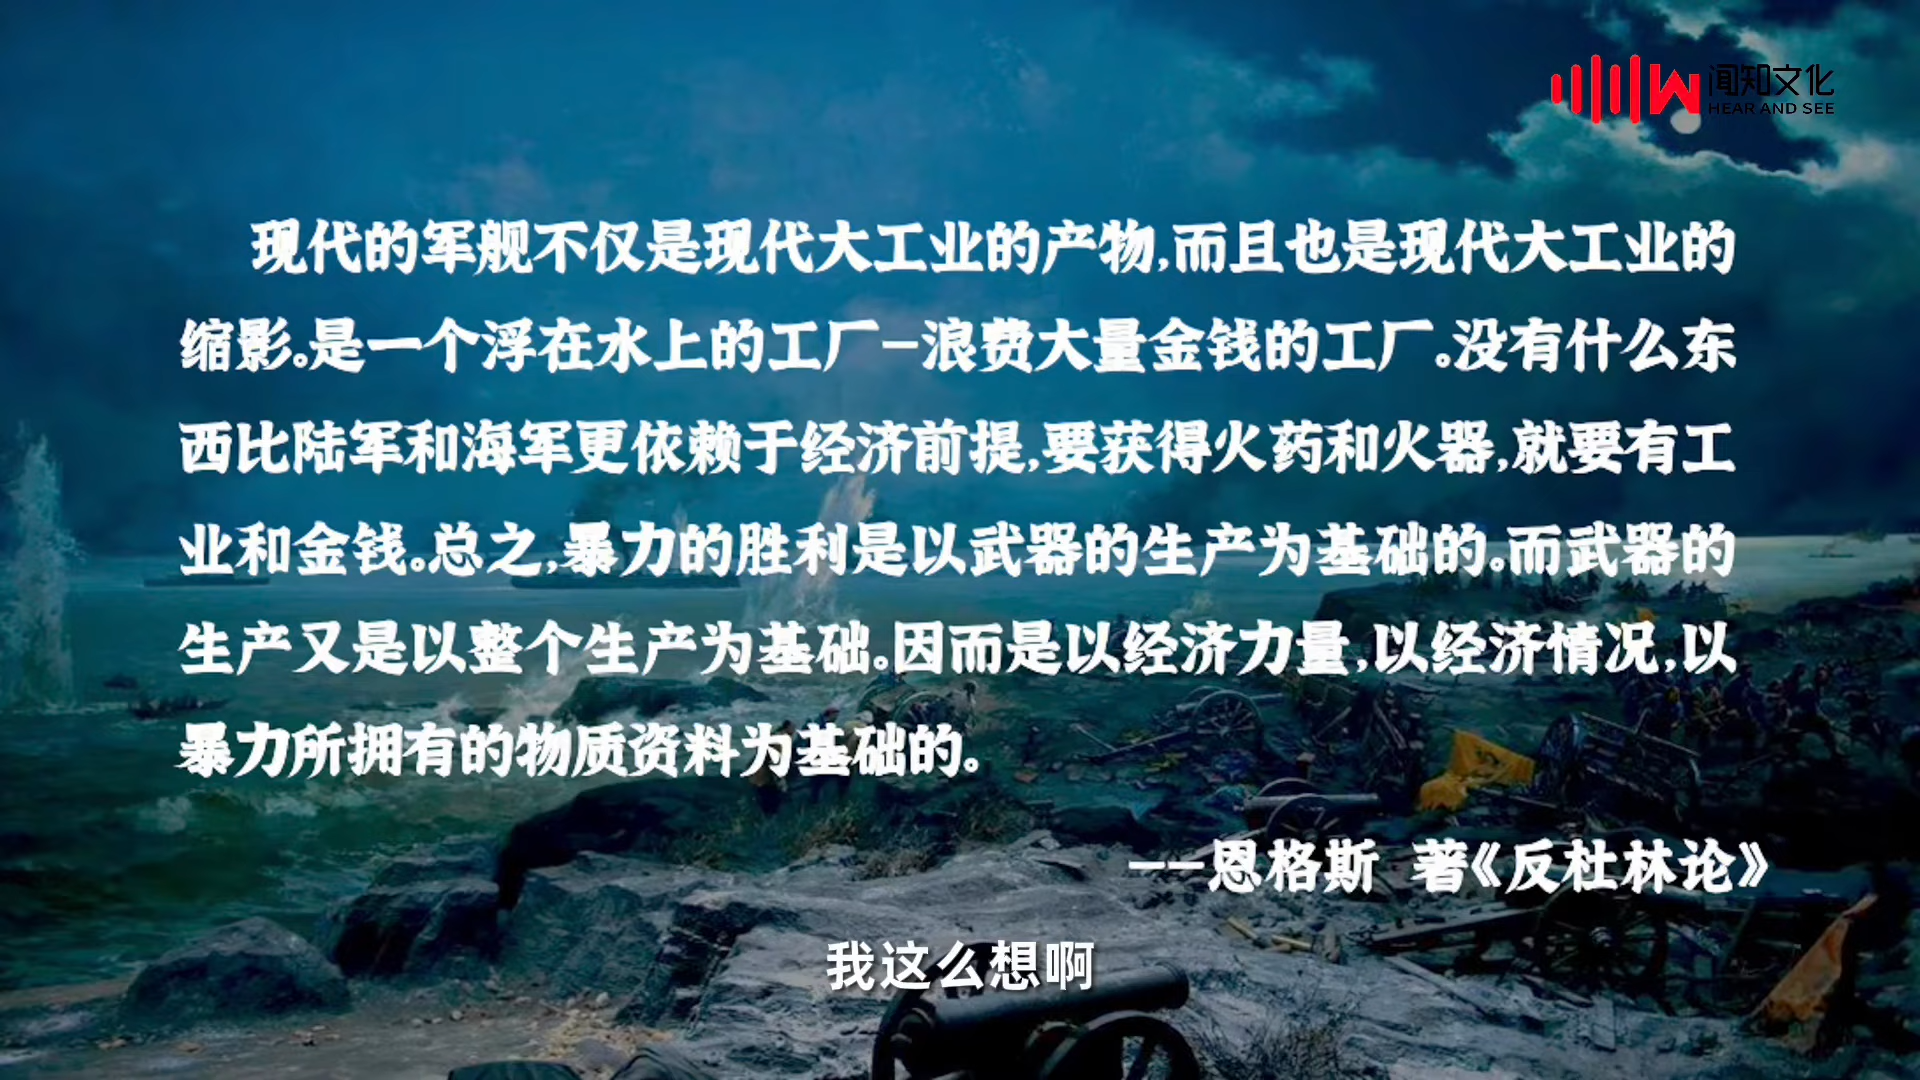 闻知文化
HEAR AND SEE
现代的军舰不仅是现代大工业的产物,而且也是现代大工业的
缩影。是一个浮在水上的工厂-浪费大量金钱的工厂。没有什么东
西比陆军和海军更依赖于经济前提,要获得火药和火器,就要有工
业和金钱。总之,暴力的胜利是以武器的生产为基础的。而武器的
生产又是以整个生产为基础。因而是以经济力量,以经济情况,以
暴力所拥有的物质资料为基础的。
--恩格斯 著《反杜林论》
我这么想啊